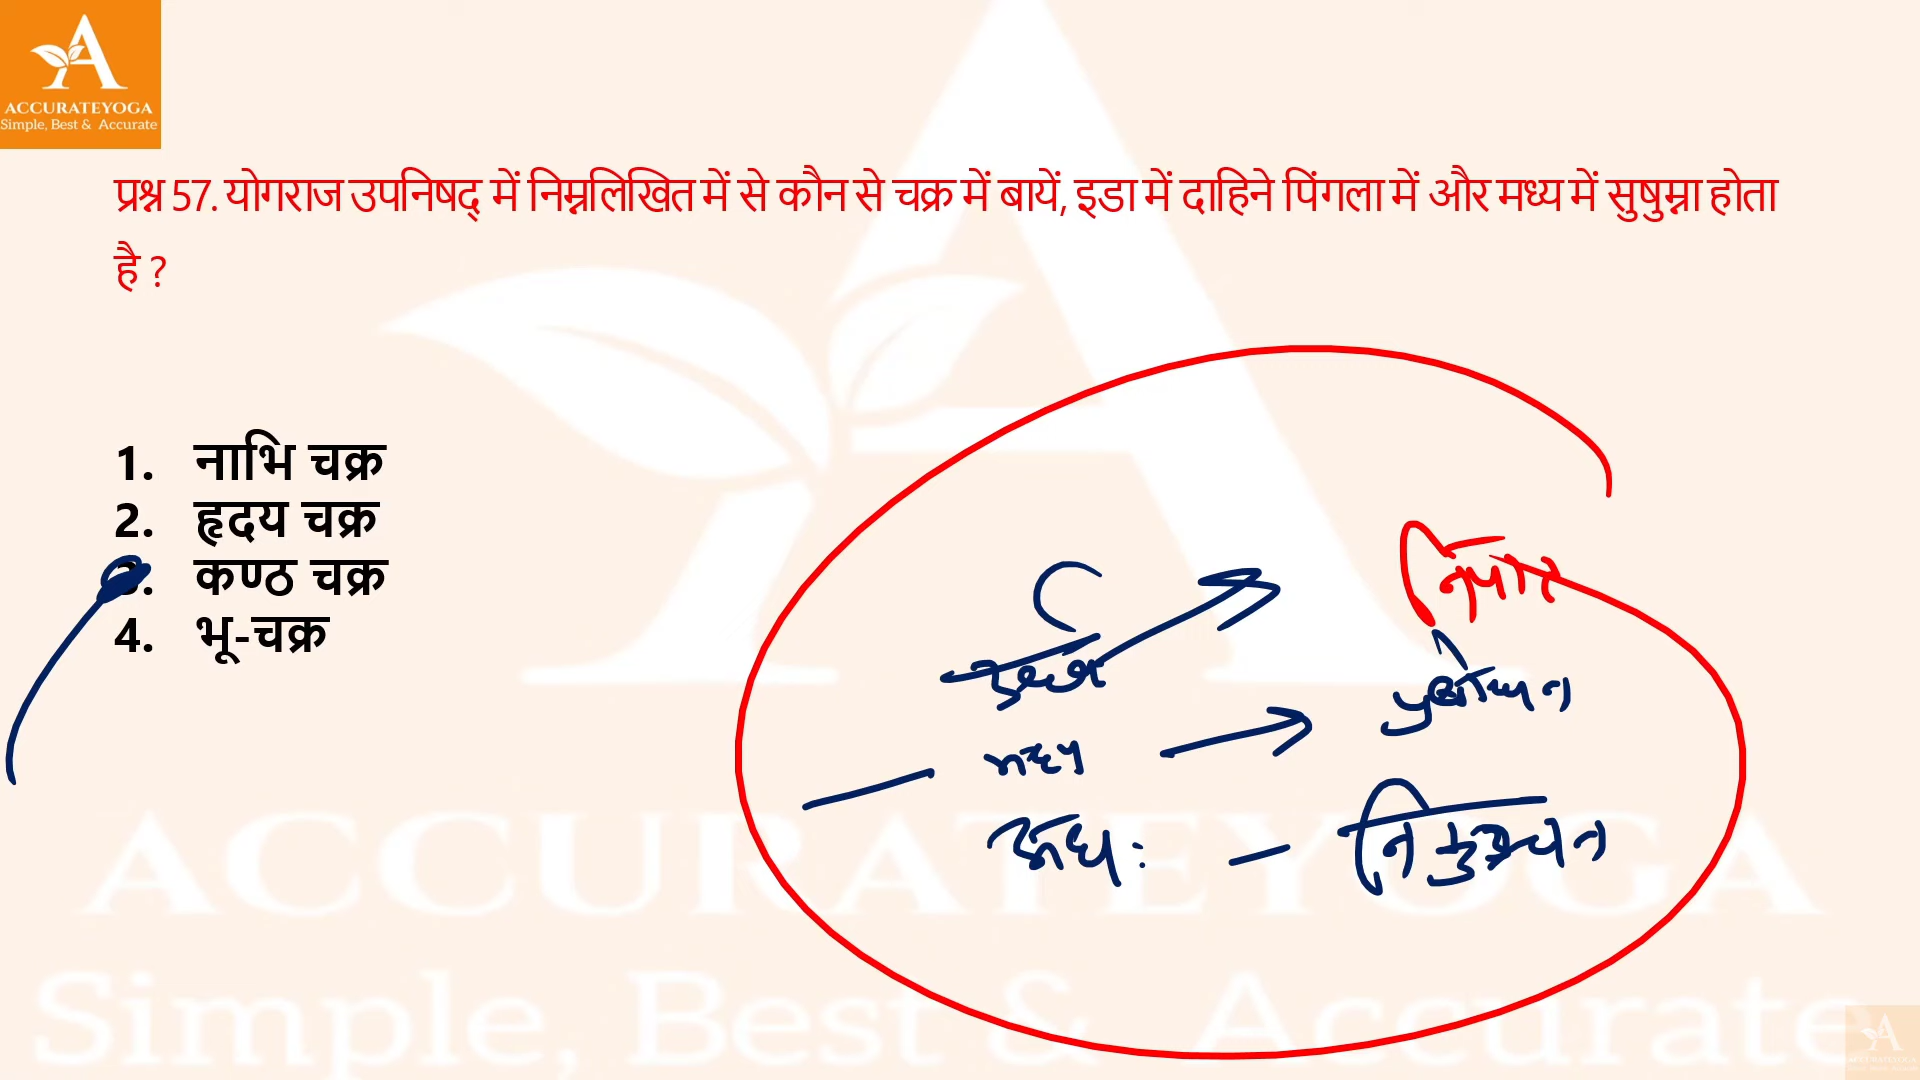 ACCURATEYOGA
Simple, Best & Accurate
प्रश्न 57. योगराज उपनिषद् में निम्नलिखित में से कौन से चक्र में बायें, इडा में दाहिने पिंगला में और मध्य में सुषुम्ना होता
है ?
1. नाभि चक्र
2. हृदय चक्र
3. कण्ठ चक्र
4. भू-चक्र
मध्य
अधः
ACCURATEYOGA
Simple, Best & Accurate